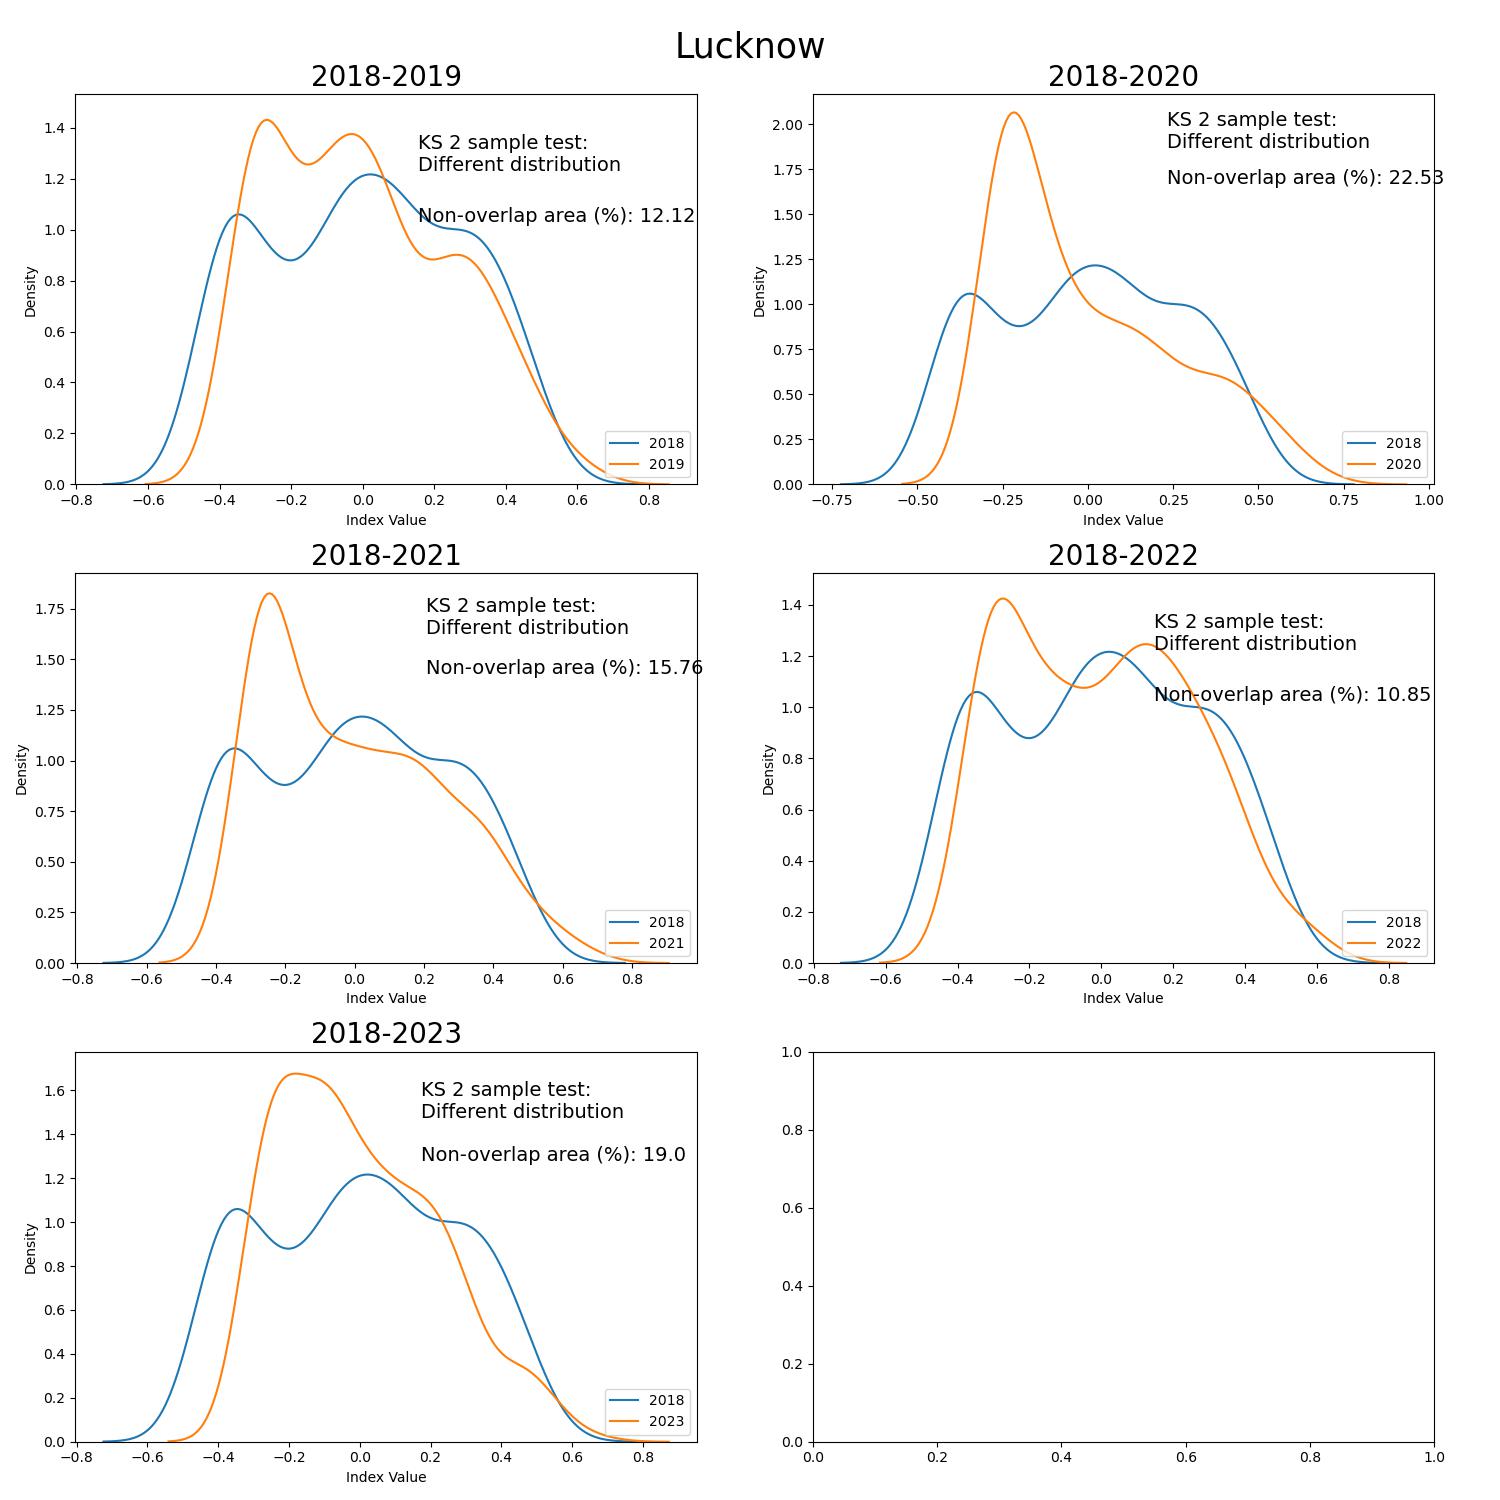 Lucknow
2018-2019
KS 2 sample test:
Different distribution
Non-overlap area (%): 12.12
1.4
1.2
1.0
0.8
0.6
0.4
0.2
0.0
Density
−0.8 −0.6 −0.4 −0.2 0.0 0.2 0.4 0.6 0.8
Index Value
2018
2019
2018-2020
KS 2 sample test:
Different distribution
Non-overlap area (%): 22.53
2.00
1.75
1.50
1.25
1.00
0.75
0.50
0.25
0.00
Density
−0.75 −0.50 −0.25 0.00 0.25 0.50 0.75 1.00
Index Value
2018
2020
2018-2021
KS 2 sample test:
Different distribution
Non-overlap area (%): 15.76
1.75
1.50
1.25
1.00
0.75
0.50
0.25
0.00
Density
−0.8 −0.6 −0.4 −0.2 0.0 0.2 0.4 0.6 0.8
Index Value
2018
2021
2018-2022
KS 2 sample test:
Different distribution
Non-overlap area (%): 10.85
1.4
1.2
1.0
0.8
0.6
0.4
0.2
0.0
Density
−0.8 −0.6 −0.4 −0.2 0.0 0.2 0.4 0.6 0.8
Index Value
2018
2022
2018-2023
KS 2 sample test:
Different distribution
Non-overlap area (%): 19.0
1.6
1.4
1.2
1.0
0.8
0.6
0.4
0.2
0.0
Density
−0.8 −0.6 −0.4 −0.2 0.0 0.2 0.4 0.6 0.8
Index Value
2018
2023
1.0
0.8
0.6
0.4
0.2
0.0
0.0 0.2 0.4 0.6 0.8 1.0